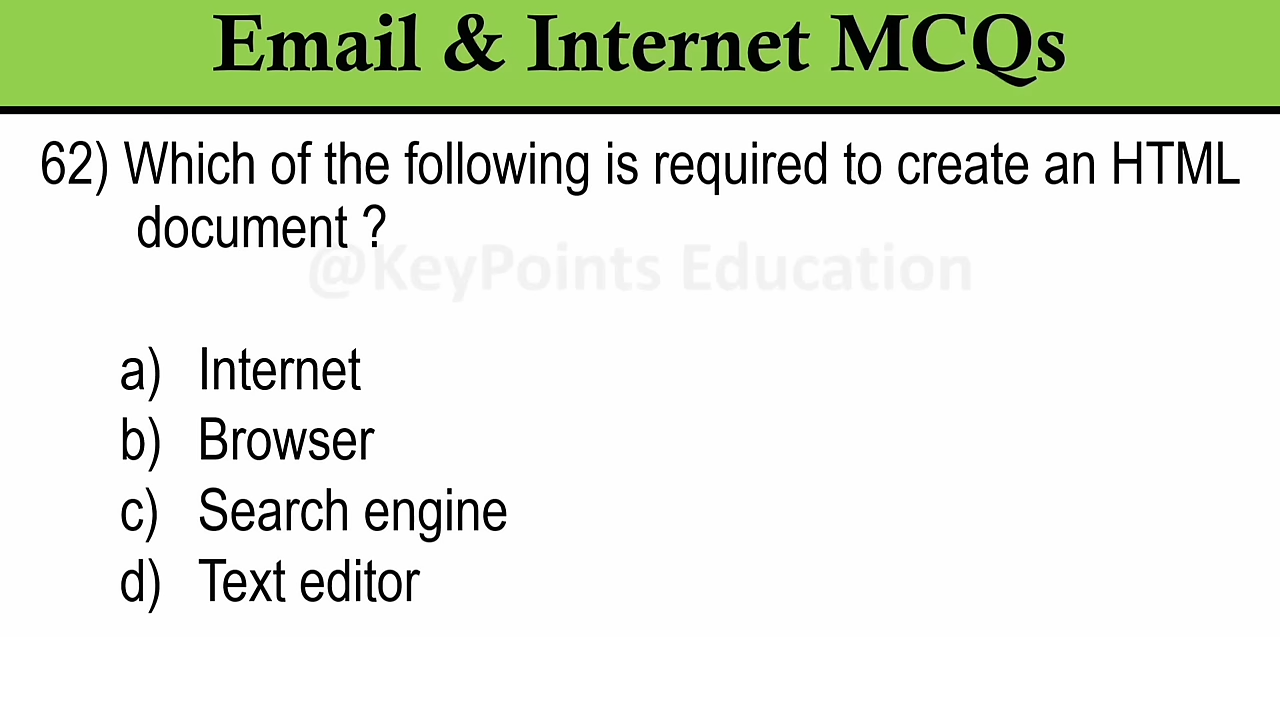 Email & Internet MCQs
62) Which of the following is required to create an HTML
document ?
@KeyPoints Education
a) Internet
b) Browser
c) Search engine
d) Text editor